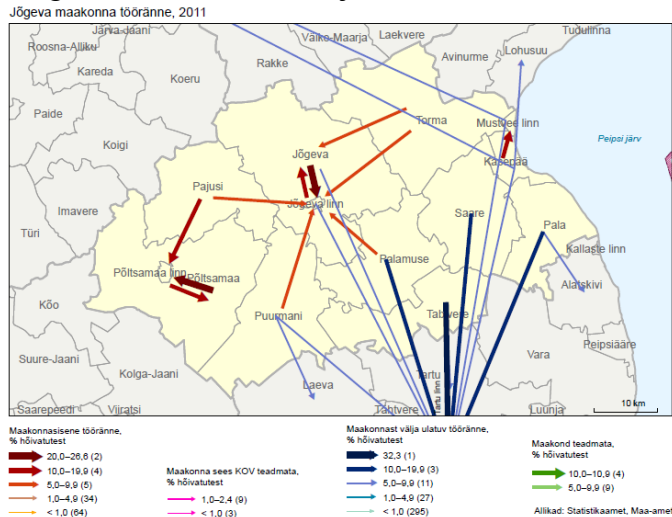 Jõgeva maakonna tööränne, 2011
Järva-Jaani
Väike-Maarja
Laekvere
Tudulinna
Roosna-Alliku
Avinurme
Lohusuu
Rakke
Kareda
Koeru
Paide
Torma
Mustvee linn
Koigi
Peipsi järv
Jõgeva
Kasepää
Pajusi
Jõgeva linn
Imavere
Saare
Pala
Türi
Kallaste linn
Põltsamaa linn
Põltsamaa
Palamuse
Alatskivi
Kõo
Puurmani
Tabivere
Peipsiääre
Suure-Jaani
Vara
Kolga-Jaani
Laeva
Tartu
Tartu linn
Saarepeedi
Viiratsi
Tähtvere
Luunja
10 km
Maakonnasisene tööränne,
% hõivatutest
20,0–26,6 (2)
10,0–19,9 (4)
5,0–9,9 (5)
1,0–4,9 (34)
< 1,0 (64)
Maakonna sees KOV teadmata,
% hõivatutest
1,0–2,4 (9)
< 1,0 (3)
Maakonnast välja ulatuv tööränne,
% hõivatutest
32,3 (1)
10,0–19,9 (3)
5,0–9,9 (11)
1,0–4,9 (27)
< 1,0 (295)
Maakond teadmata,
% hõivatutest
10,0–10,9 (4)
5,0–9,9 (9)
Allikad: Statistikaamet, Maa-amet